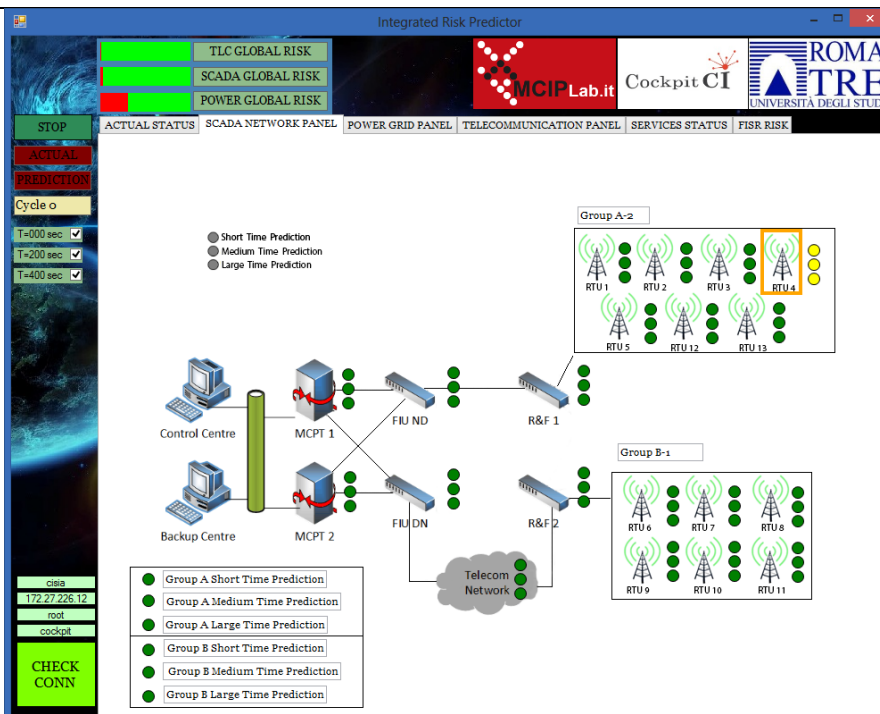 Integrated Risk Predictor
TLC GLOBAL RISK
SCADA GLOBAL RISK
POWER GLOBAL RISK
MCIPLab.it
CockpitCI
ROMA
TRE
UNIVERSITÀ DEGLI STUD
STOP
ACTUAL STATUS
SCADA NETWORK PANEL
POWER GRID PANEL
TELECOMMUNICATION PANEL
SERVICES STATUS
FISR RISK
ACTUAL
PREDICTION
Cycle 0
T=000 sec
T=200 sec
T=400 sec
Short Time Prediction
Medium Time Prediction
Large Time Prediction
Group A-2
RTU 1
RTU 2
RTU 3
RTU 4
RTU 5
RTU 12
RTU 13
Control Centre
MCPT 1
FIU ND
R&F 1
Group B-1
Backup Centre
MCPT 2
FIU DN
R&F 2
RTU 6
RTU 7
RTU 8
RTU 9
RTU 10
RTU 11
Telecom
Network
Group A Short Time Prediction
Group A Medium Time Prediction
Group A Large Time Prediction
Group B Short Time Prediction
Group B Medium Time Prediction
Group B Large Time Prediction
cisia
172.27.226.12
root
cockpit
CHECK
CONN